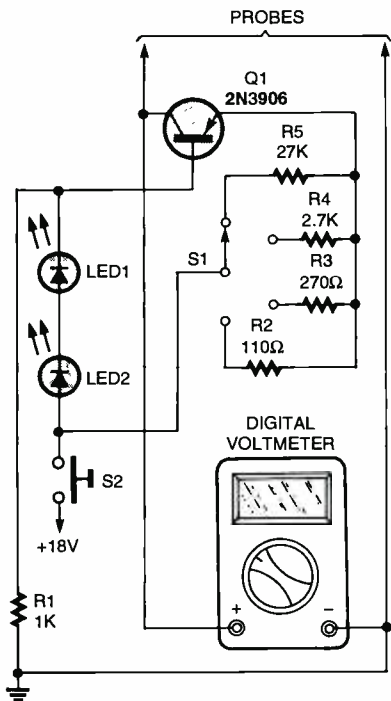 PROBES
Q1
2N3906
R5
27K
R4
2.7K
S1
R3
270Ω
LED1
R2
110Ω
LED2
DIGITAL
VOLTMETER
S2
+18V
R1
1K
+ −